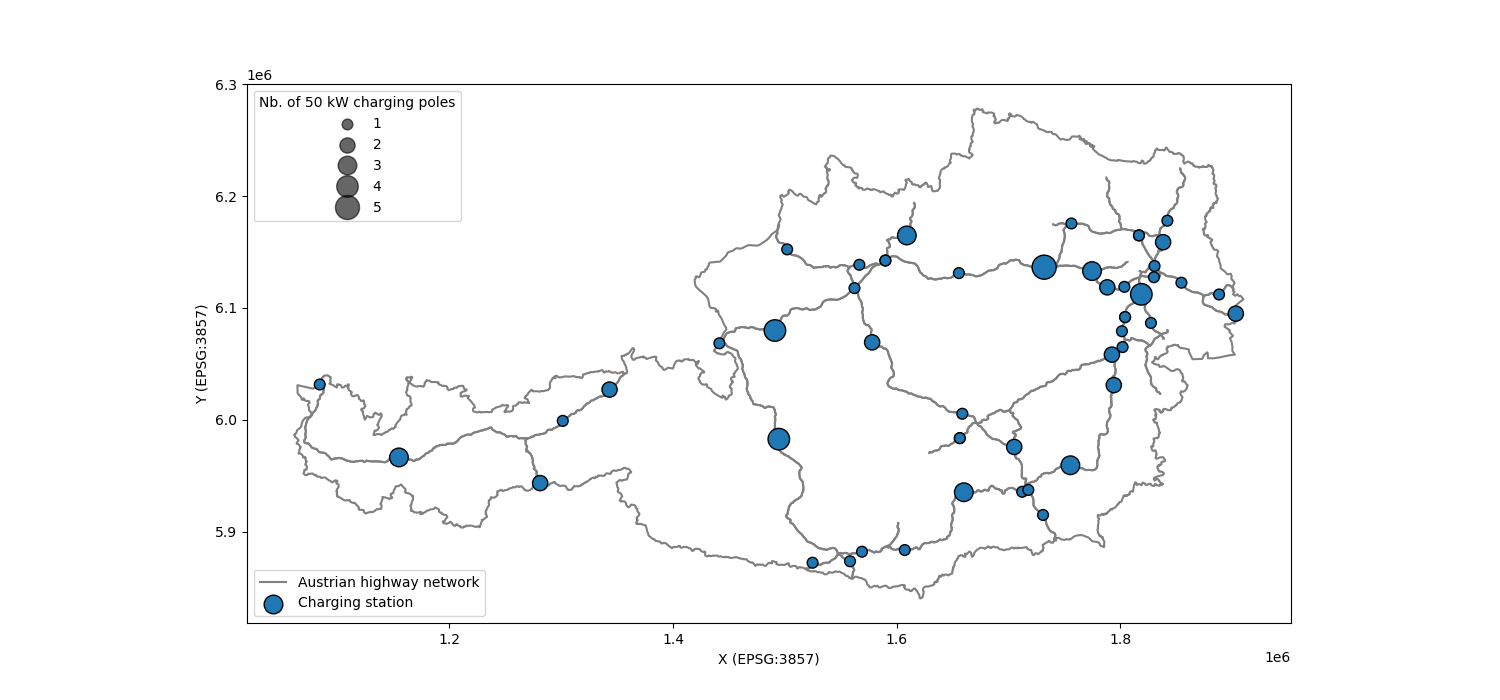 1e6
6.3
Nb. of 50 kW charging poles
1
2
3
4
5
6.2
6.1
6.0
5.9
Y (EPSG:3857)
Austrian highway network
Charging station
1.2
1.4
1.6
1.8
1e6
X (EPSG:3857)